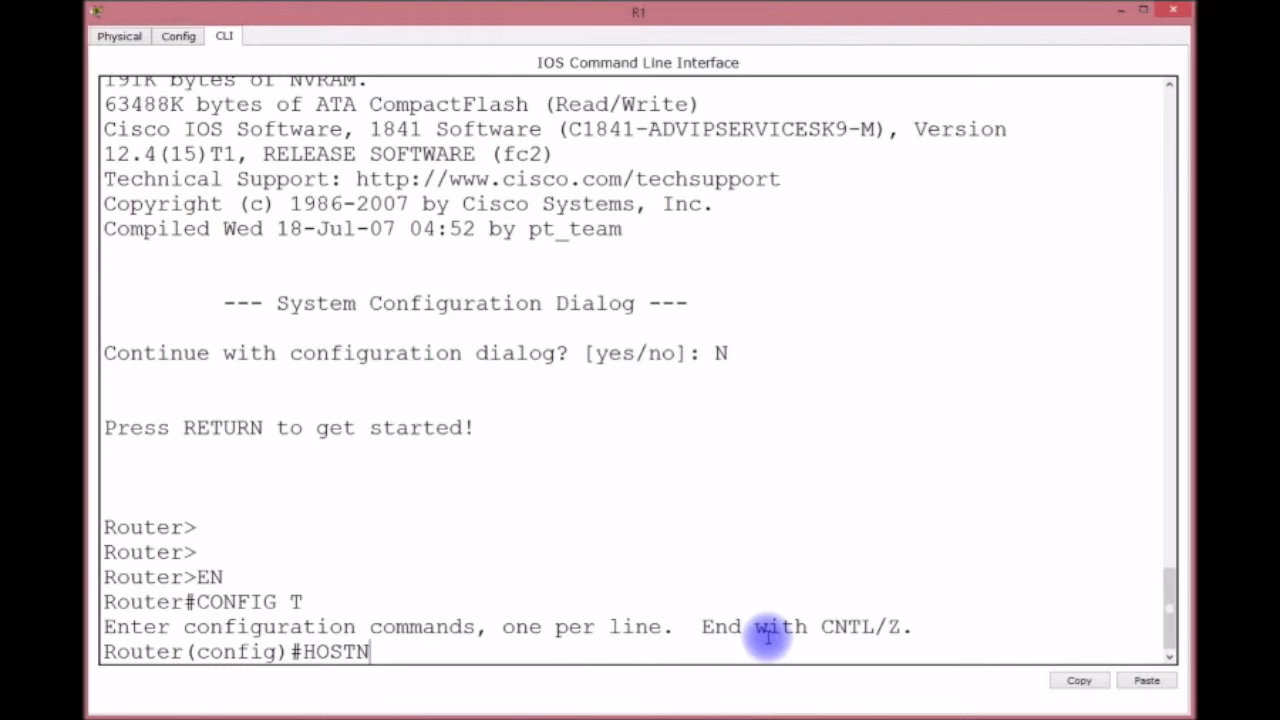 R1
Physical Config CLI
IOS Command Line Interface
191K bytes of NVRAM.
63488K bytes of ATA CompactFlash (Read/Write)
Cisco IOS Software, 1841 Software (C1841-ADVIPSERVICESK9-M), Version
12.4(15)T1, RELEASE SOFTWARE (fc2)
Technical Support: http://www.cisco.com/techsupport
Copyright (c) 1986-2007 by Cisco Systems, Inc.
Compiled Wed 18-Jul-07 04:52 by pt_team
--- System Configuration Dialog ---
Continue with configuration dialog? [yes/no]: N
Press RETURN to get started!
Router>
Router>
Router>EN
Router#CONFIG T
Enter configuration commands, one per line.  End with CNTL/Z.
Router(config)#HOSTN
Copy Paste